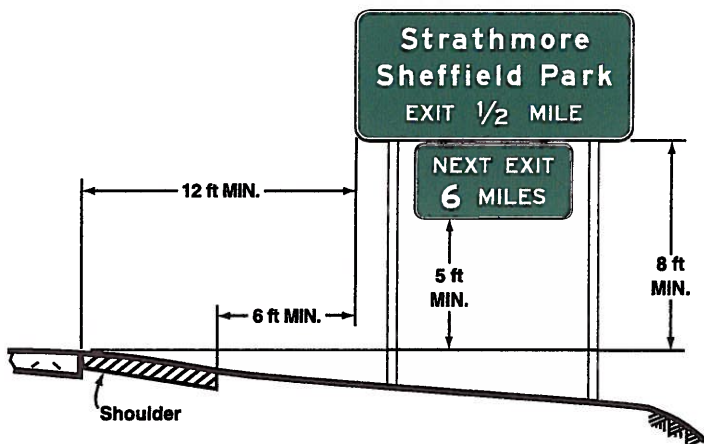 Strathmore
Sheffield Park
EXIT 1/2 MILE
NEXT EXIT
6 MILES
12 ft MIN.
5 ft
MIN.
8 ft
MIN.
6 ft MIN.
Shoulder